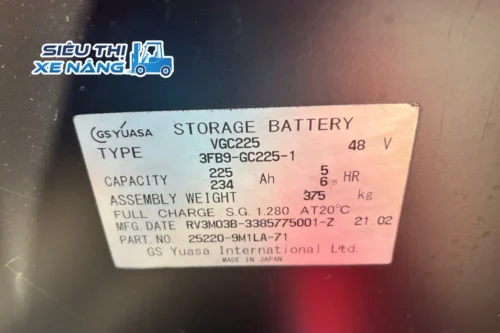 SIÊU THỊ
XE NÂNG
GS YUASA STORAGE BATTERY
VGC225 48 V
TYPE 3FB9-GC225-1
225 5
CAPACITY 234 Ah 6 HR
ASSEMBLY WEIGHT 375 kg
FULL CHARGE S.G. 1.280 AT20°C
MFG. DATE RV3M03B-3385775001-Z 21.02
PART.NO. 25220-9M1LA-71
GS Yuasa International Ltd.
MADE IN JAPAN